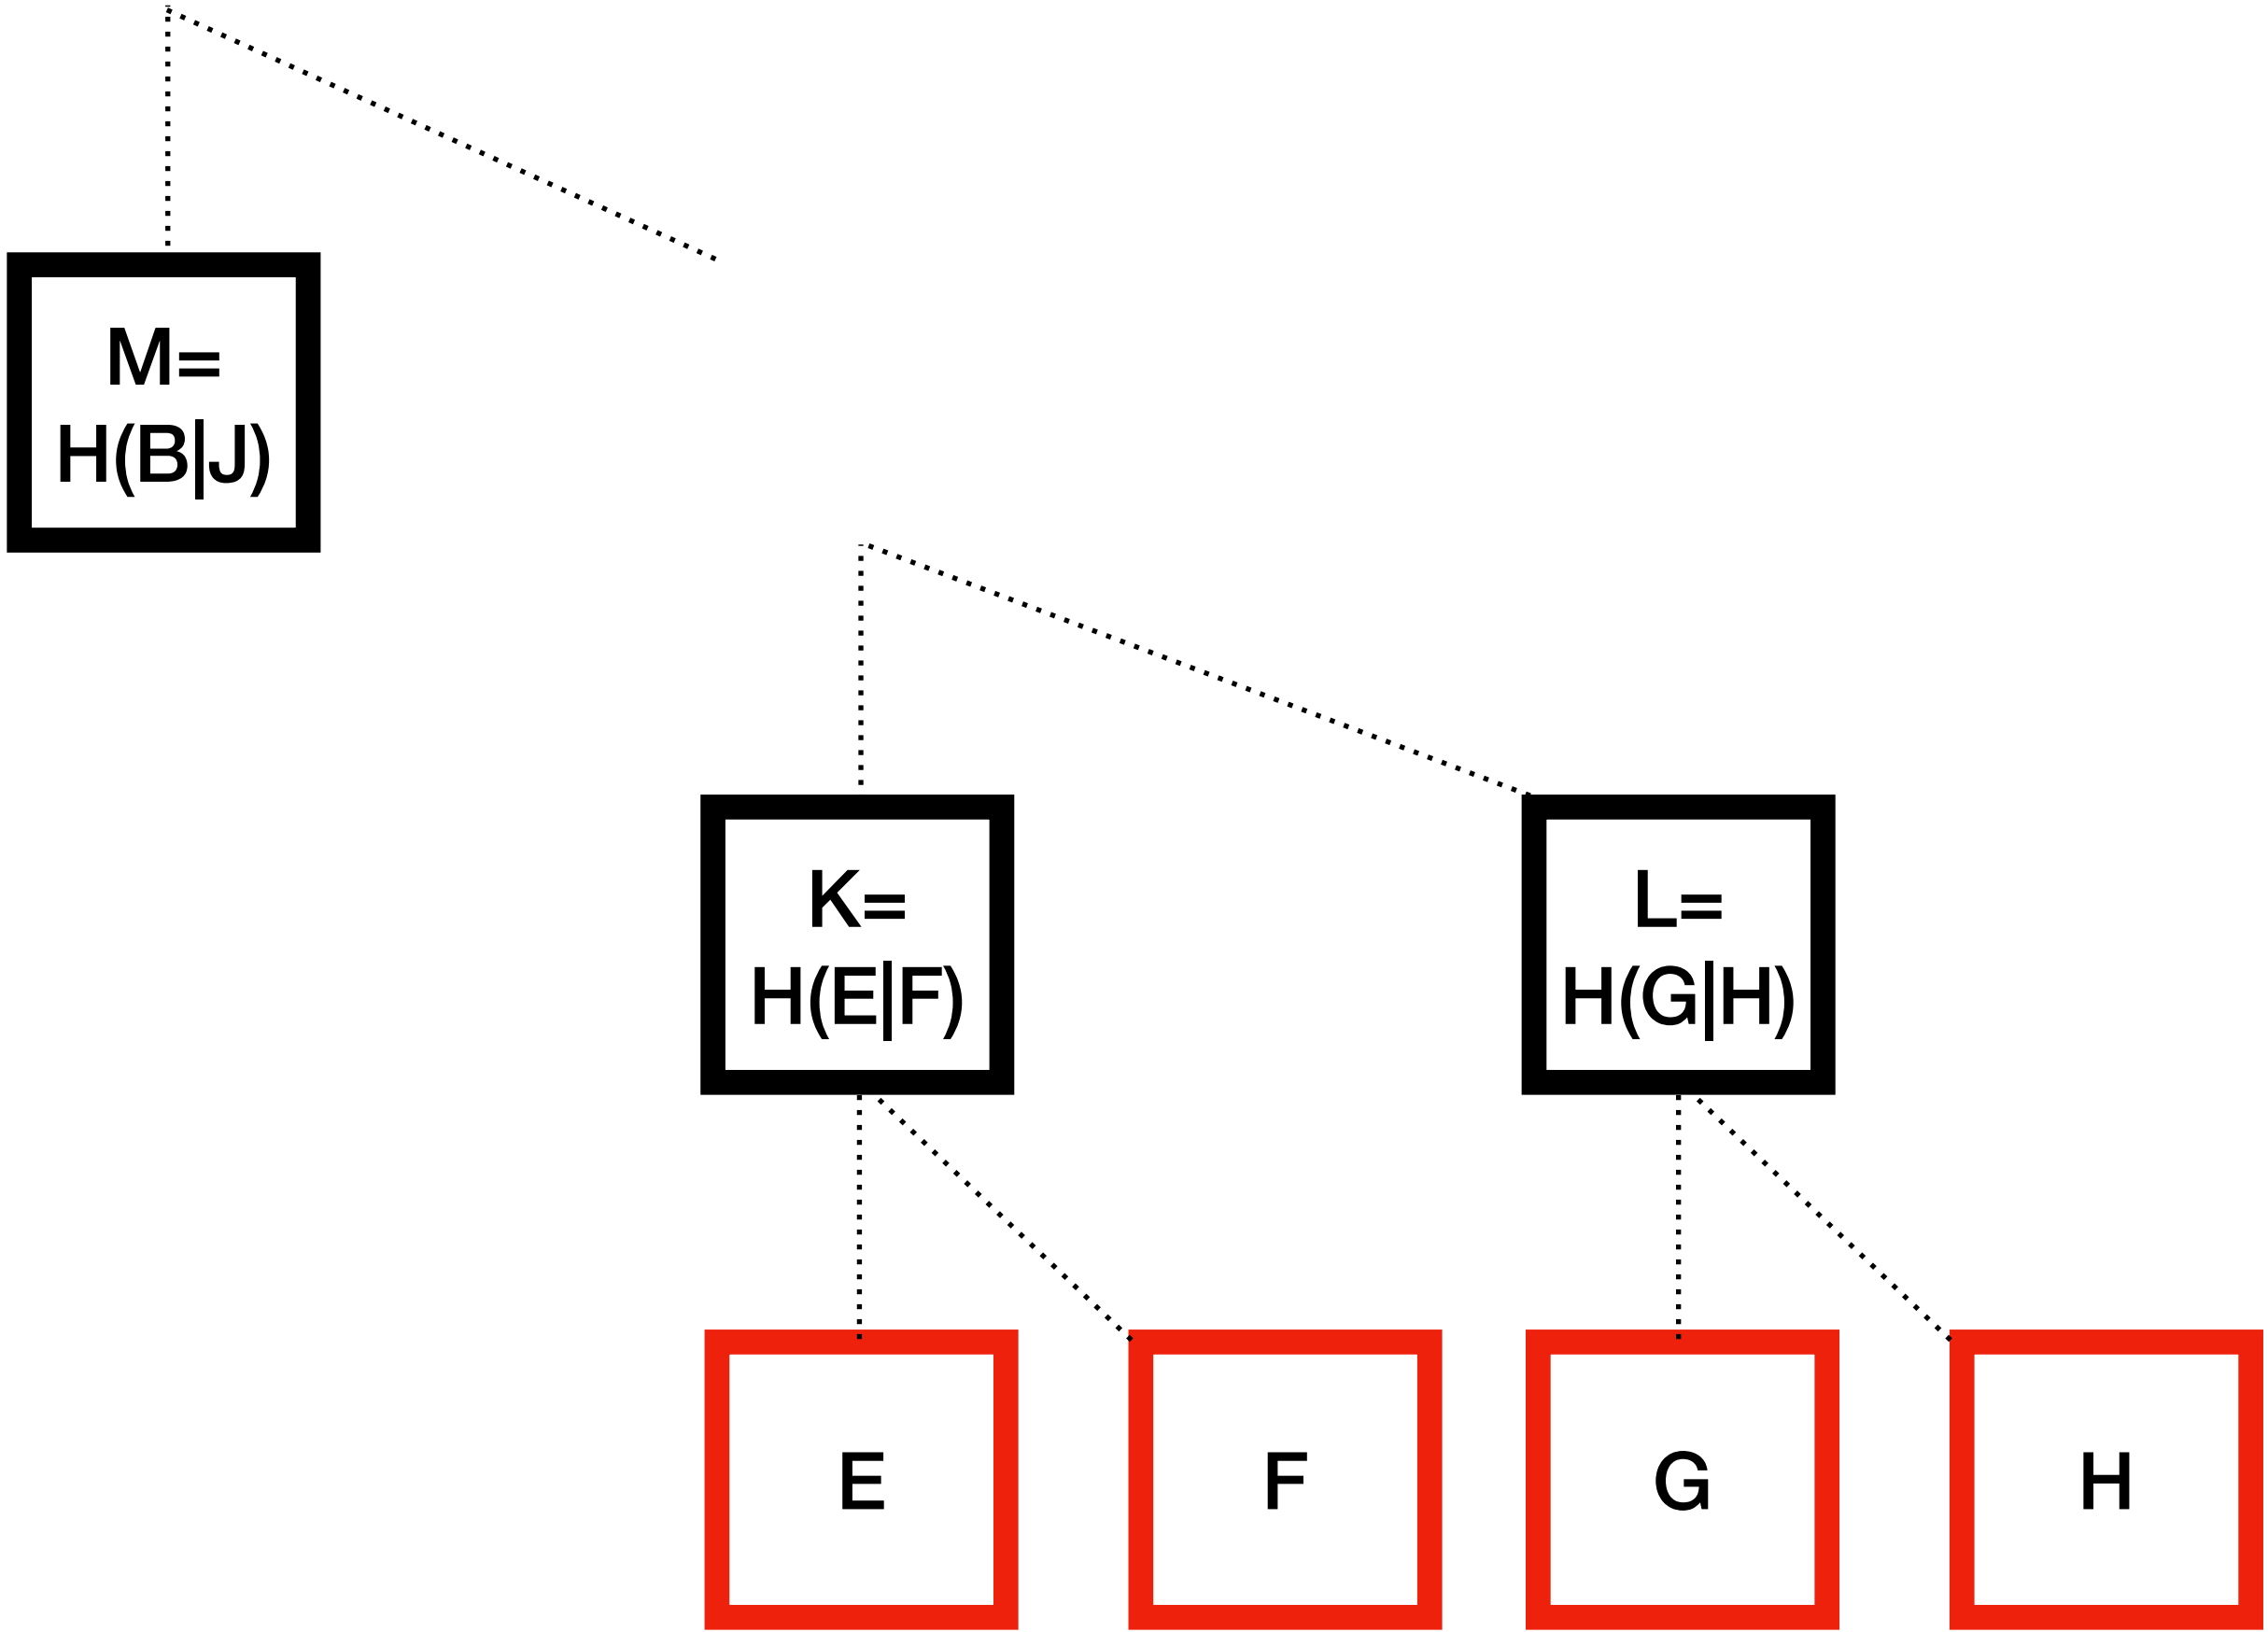 M=
H(B|J)
K=
H(E|F)
L=
H(G|H)
E
F
G
H